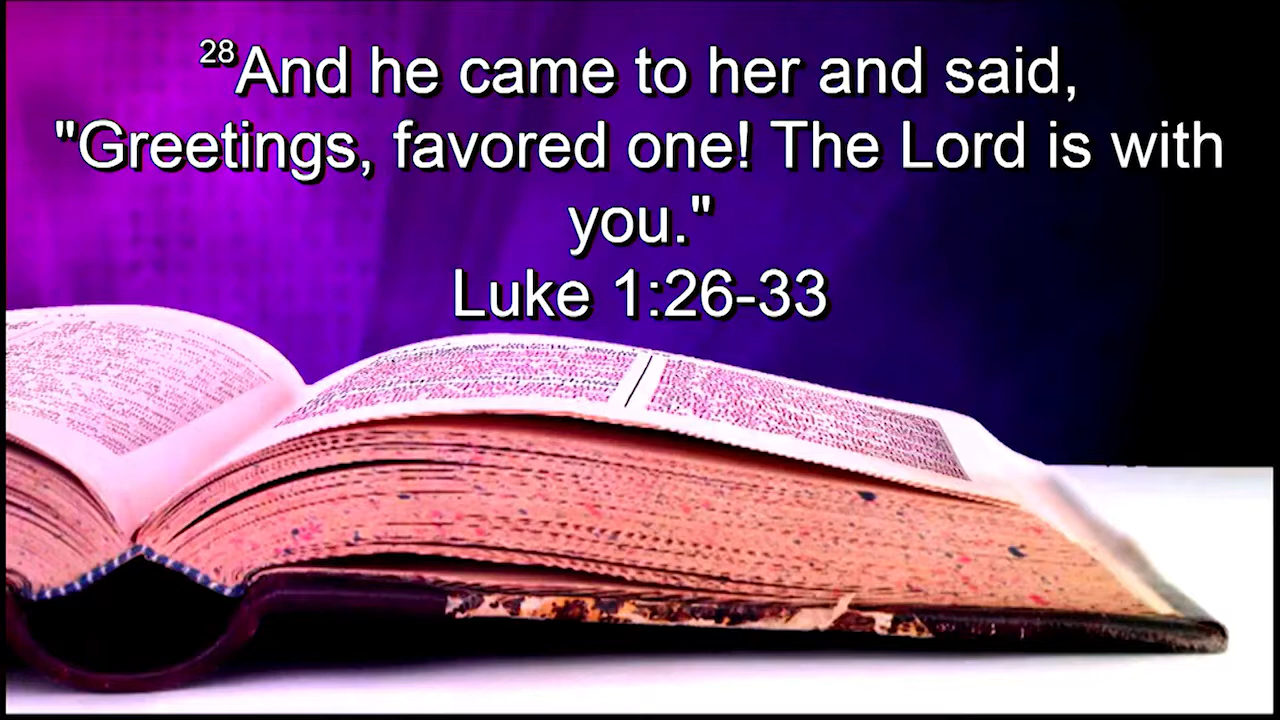 28And he came to her and said,
"Greetings, favored one! The Lord is with
you."
Luke 1:26-33